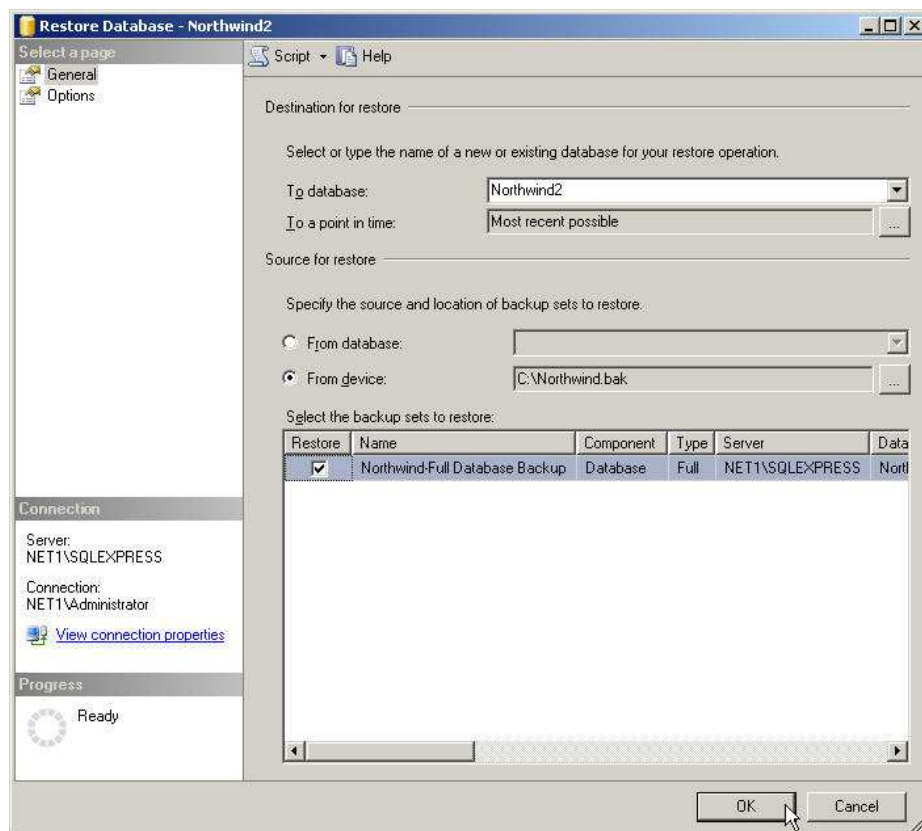 Restore Database - Northwind2
Select a page
General
Options
Script
Help
Destination for restore
Select or type the name of a new or existing database for your restore operation.
To database:
Northwind2
To a point in time:
Most recent possible
...
Source for restore
Specify the source and location of backup sets to restore.
From database:
From device:
C:\Northwind.bak
...
Select the backup sets to restore:
Restore Name Component Type Server Data
Northwind-Full Database Backup Database Full NET1\SQLEXPRESS North
Connection
Server:
NET1\SQLEXPRESS
Connection:
NET1\Administrator
View connection properties
Progress
Ready
OK
Cancel